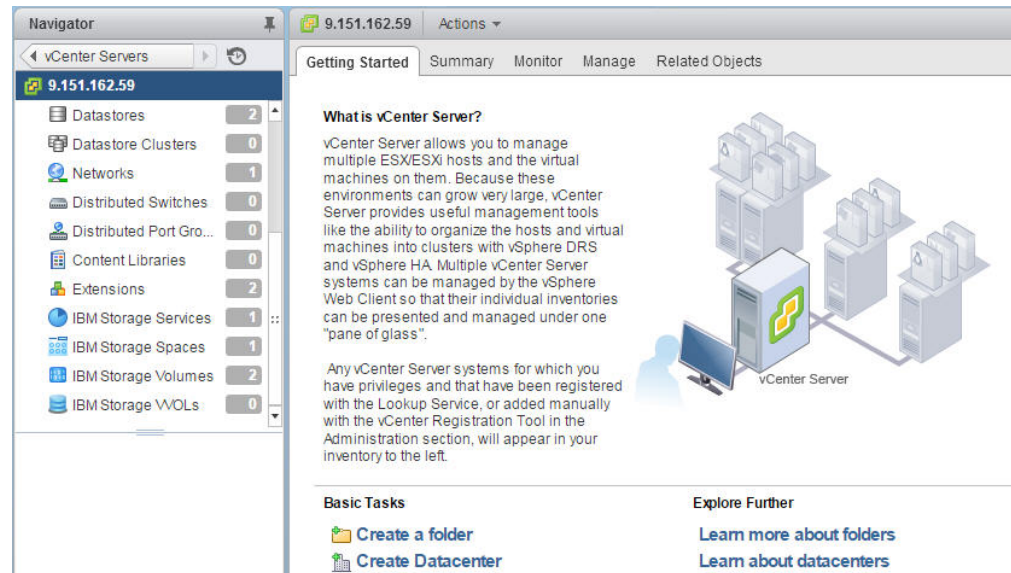 Navigator
vCenter Servers
9.151.162.59
Datastores 2
Datastore Clusters 0
Networks 1
Distributed Switches 0
Distributed Port Gro... 0
Content Libraries 0
Extensions 2
IBM Storage Services 1
IBM Storage Spaces 1
IBM Storage Volumes 2
IBM Storage VVOLs 0
9.151.162.59 Actions
Getting Started Summary Monitor Manage Related Objects
What is vCenter Server?
vCenter Server allows you to manage
multiple ESX/ESXi hosts and the virtual
machines on them. Because these
environments can grow very large, vCenter
Server provides useful management tools
like the ability to organize the hosts and virtual
machines into clusters with vSphere DRS
and vSphere HA. Multiple vCenter Server
systems can be managed by the vSphere
Web Client so that their individual inventories
can be presented and managed under one
"pane of glass".
Any vCenter Server systems for which you
have privileges and that have been registered
with the Lookup Service, or added manually
with the vCenter Registration Tool in the
Administration section, will appear in your
inventory to the left.
vCenter Server
Basic Tasks
Create a folder
Create Datacenter
Explore Further
Learn more about folders
Learn about datacenters